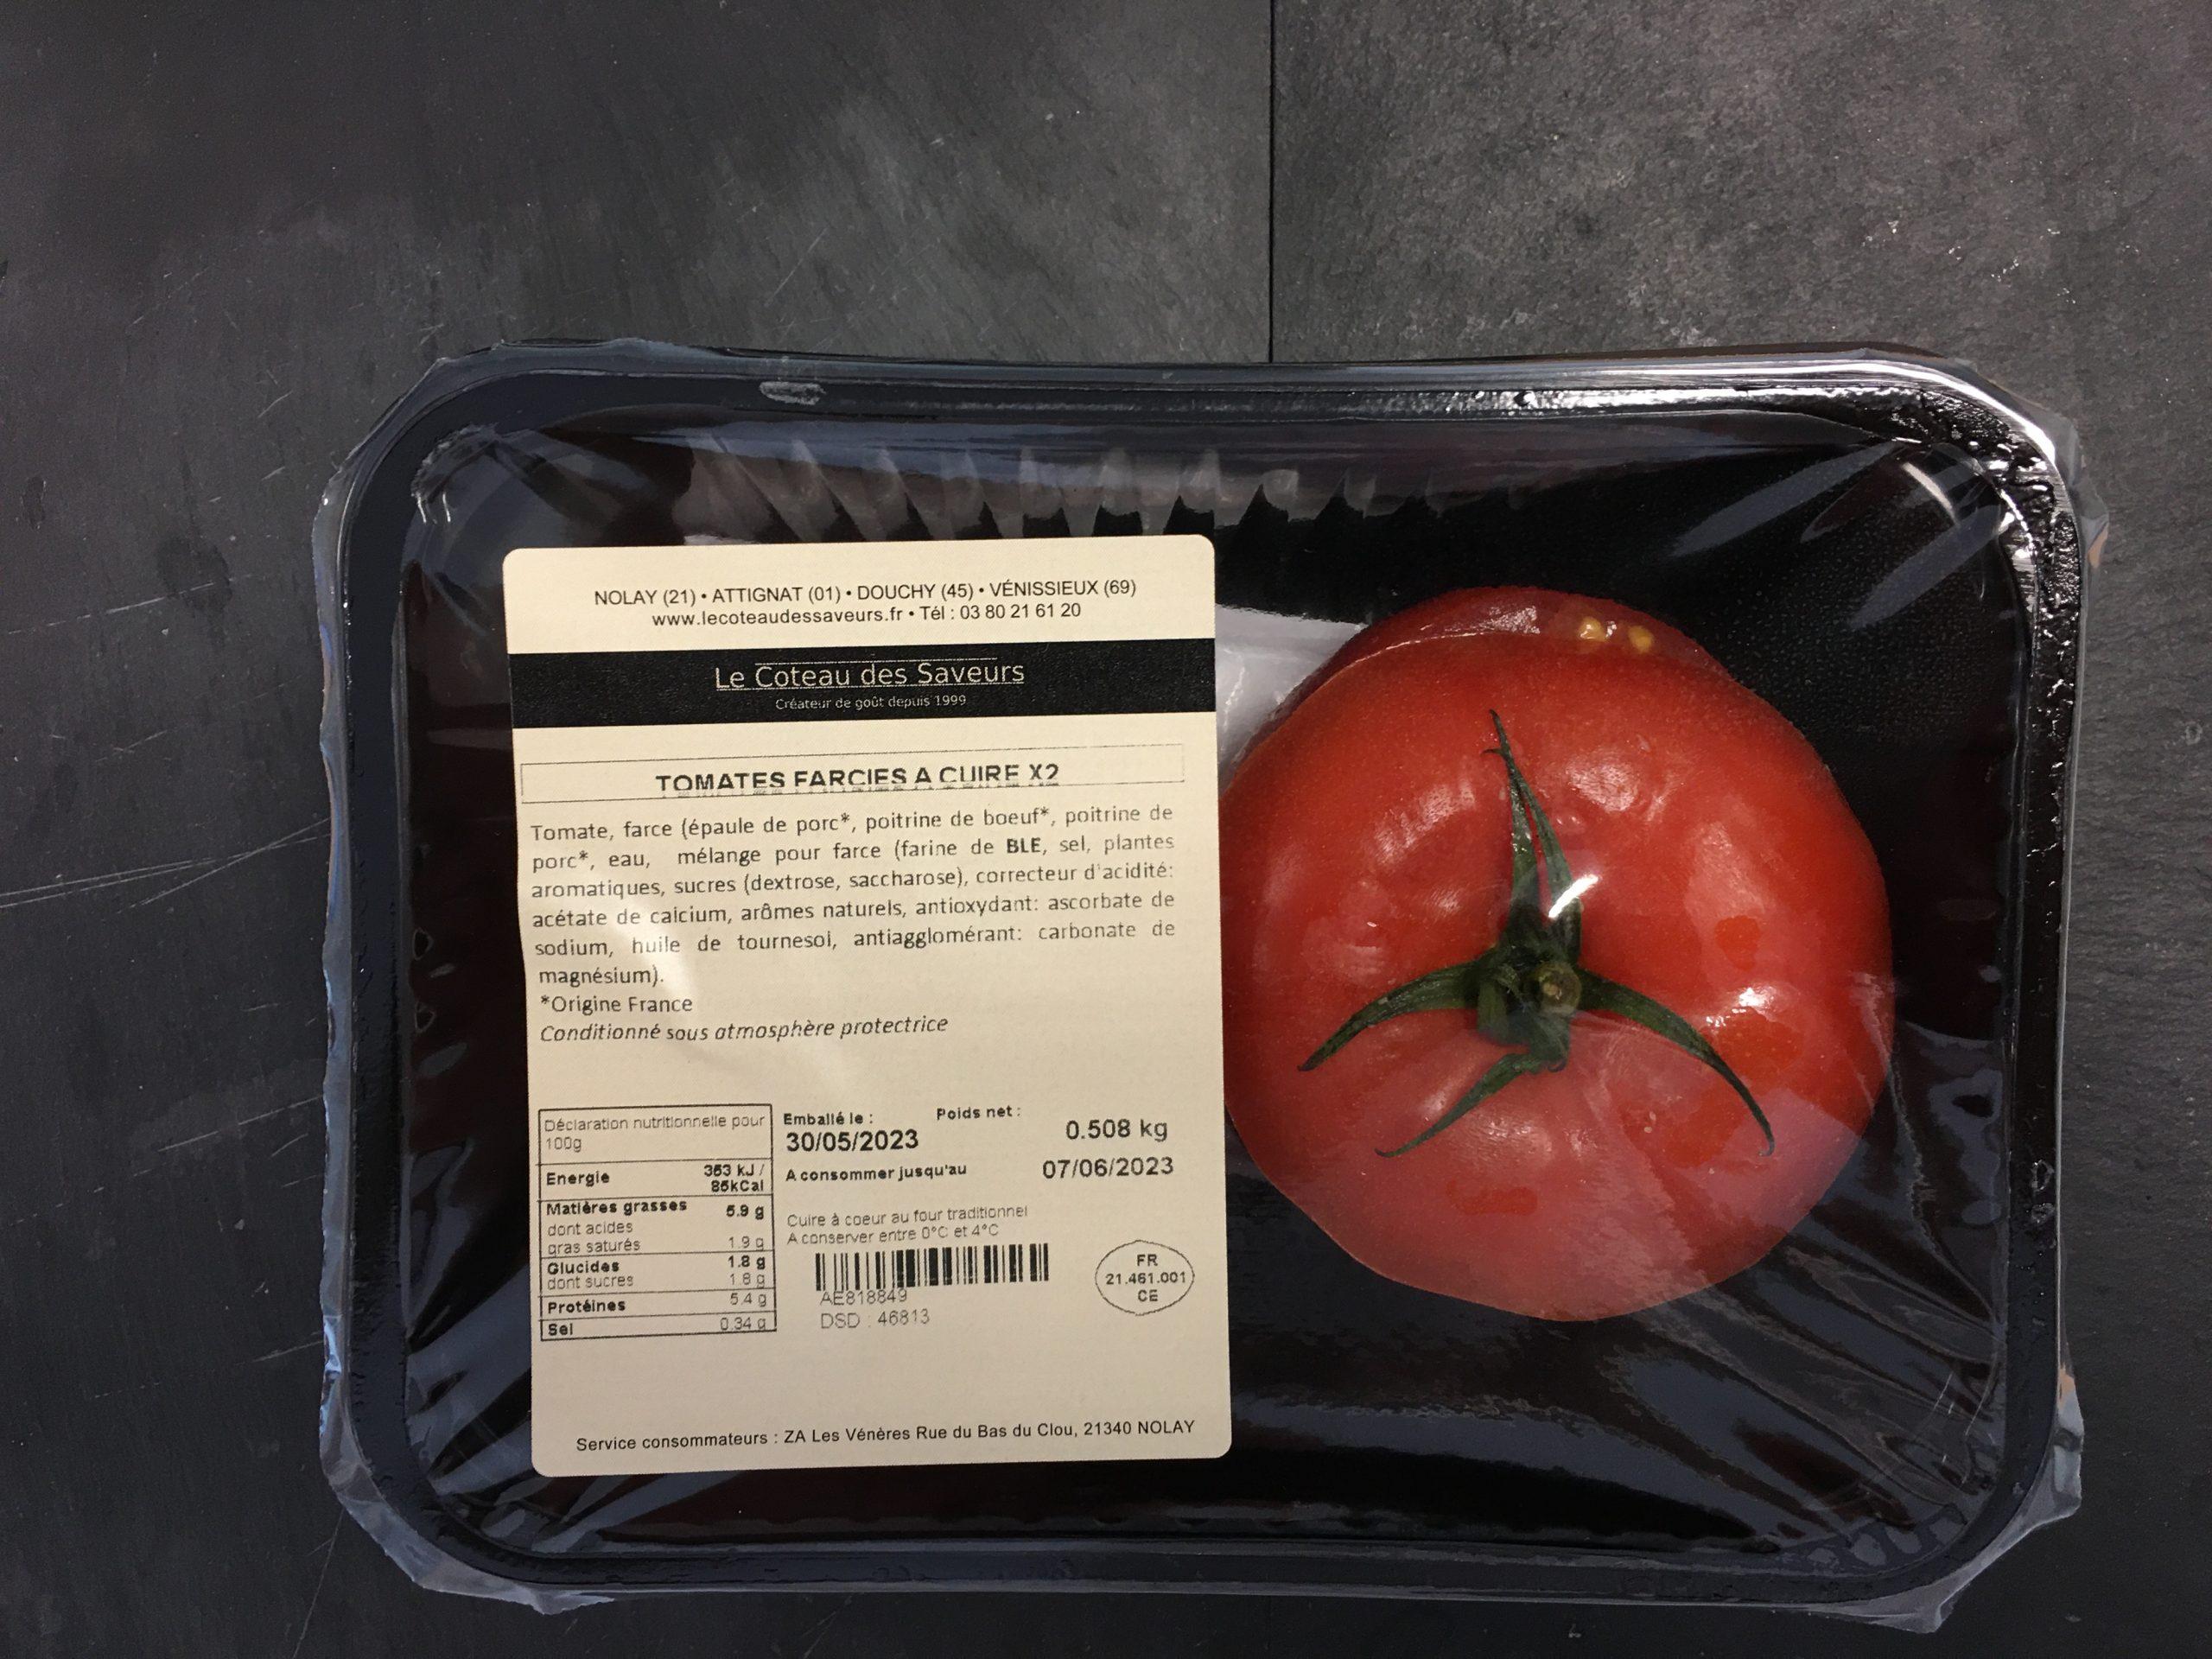 NOLAY (21) • ATTIGNAT (01) • DOUCHY (45) • VÉNISSIEUX (69)
www.lecoteaudessaveurs.fr • Tél : 03 80 21 61 20
Le Coteau des Saveurs
Créateur de goût depuis 1999
TOMATES FARCIES A CUIRE X2
Tomate, farce (épaule de porc*, poitrine de boeuf*, poitrine de
porc*, eau, mélange pour farce (farine de BLE, sel, plantes
aromatiques, sucres (dextrose, saccharose), correcteur d'acidité:
acétate de calcium, arômes naturels, antioxydant: ascorbate de
sodium, huile de tournesol, antiagglomérant: carbonate de
magnésium).
*Origine France
Conditionné sous atmosphère protectrice
Déclaration nutritionnelle pour
100g
Energie 353 kJ /
85kCal
Matières grasses 5.9 g
dont acides
gras saturés 1.9 g
Glucides 1.8 g
dont sucres 1.8 g
Protéines 5.4 g
Sel 0.34 g
Emballé le : Poids net :
30/05/2023 0.508 kg
A consommer jusqu'au 07/06/2023
Cuire à coeur au four traditionnel
A conserver entre 0°C et 4°C
AE818849
DSD : 46813
FR
21.461.001
CE
Service consommateurs : ZA Les Vénères Rue du Bas du Clou, 21340 NOLAY